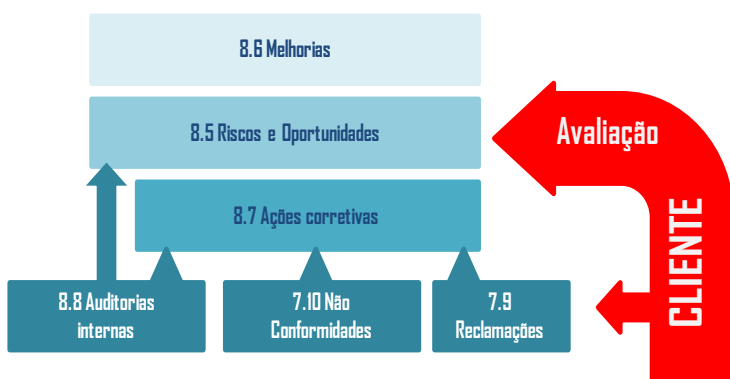 8.6 Melhorias
8.5 Riscos e Oportunidades
Avaliação
8.7 Ações corretivas
CLIENTE
8.8 Auditorias
internas
7.10 Não
Conformidades
7.9
Reclamações